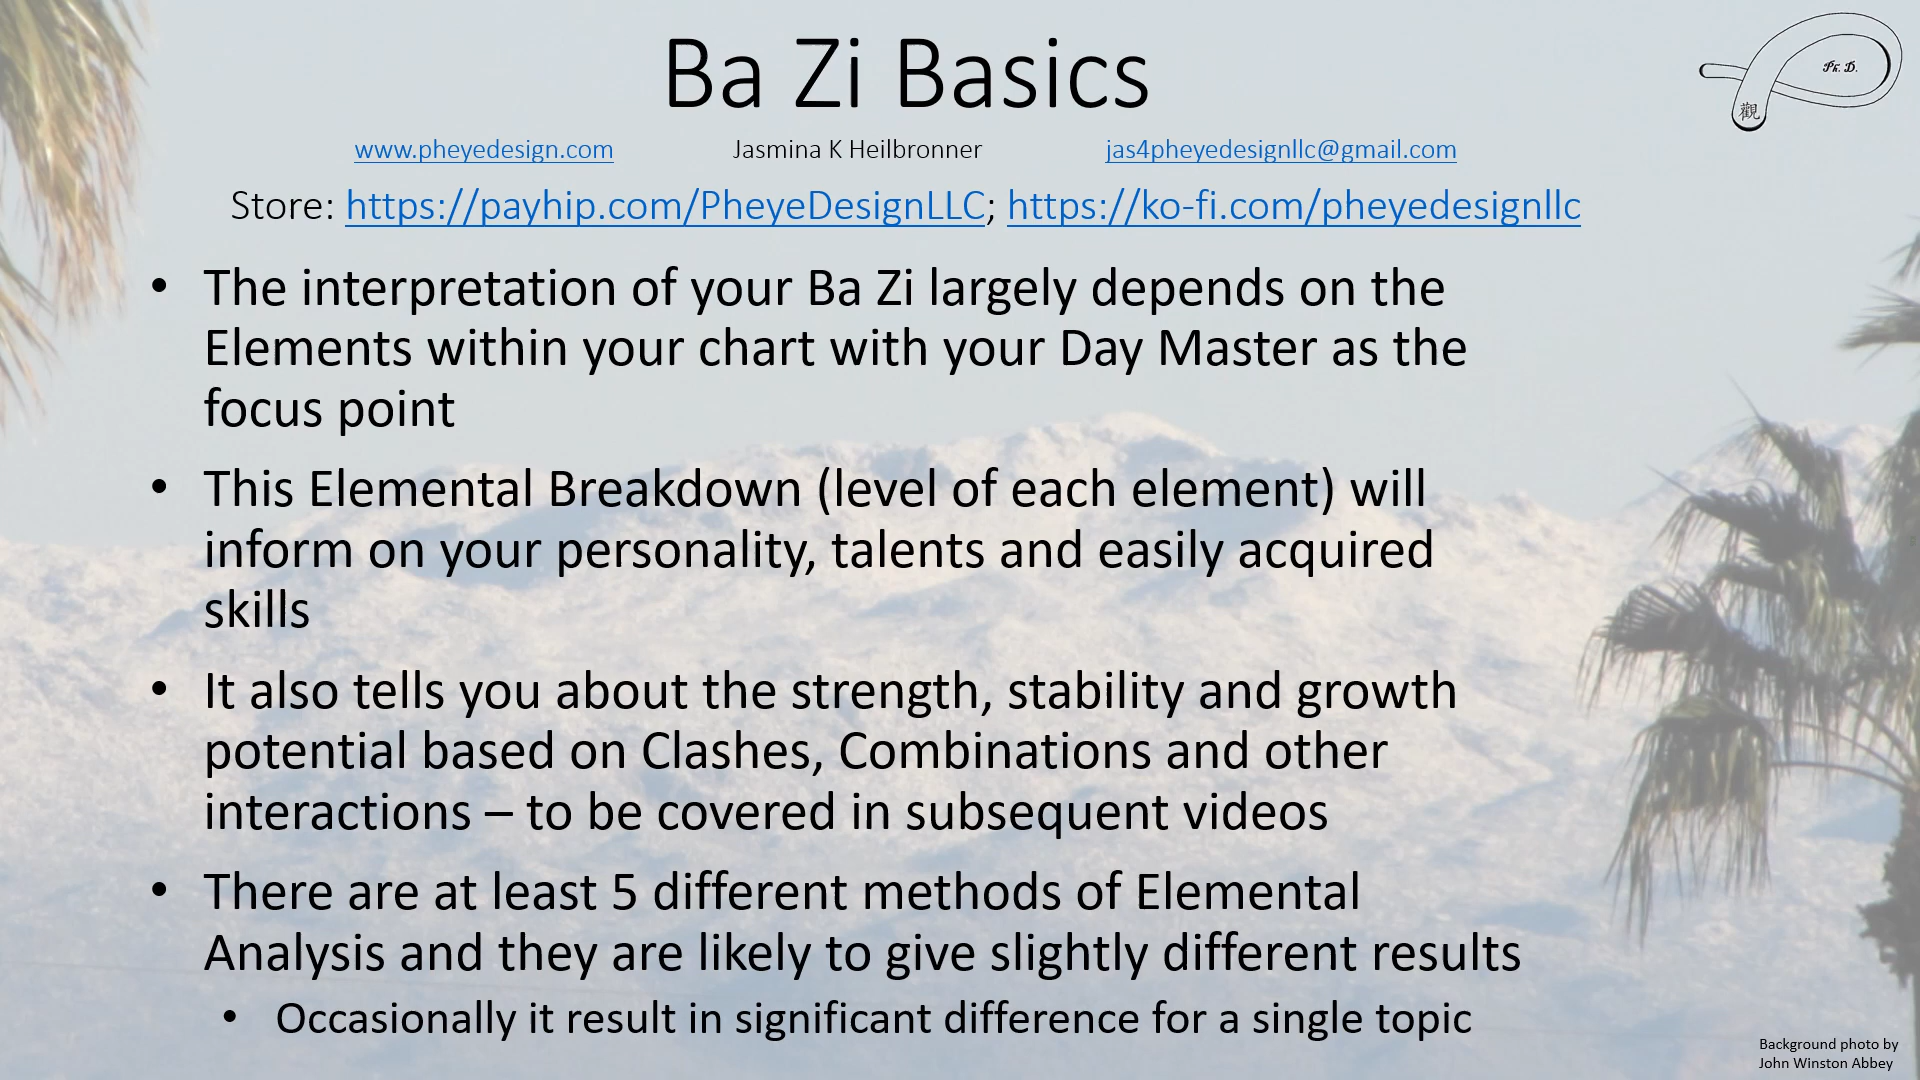 Ba Zi Basics
Ph. D.
觀
www.pheyedesign.com Jasmina K Heilbronner jas4pheyedesignllc@gmail.com
Store: https://payhip.com/PheyeDesignLLC; https://ko-fi.com/pheyedesignllc
• The interpretation of your Ba Zi largely depends on the
Elements within your chart with your Day Master as the
focus point
• This Elemental Breakdown (level of each element) will
inform on your personality, talents and easily acquired
skills
• It also tells you about the strength, stability and growth
potential based on Clashes, Combinations and other
interactions – to be covered in subsequent videos
• There are at least 5 different methods of Elemental
Analysis and they are likely to give slightly different results
• Occasionally it result in significant difference for a single topic
Background photo by
John Winston Abbey